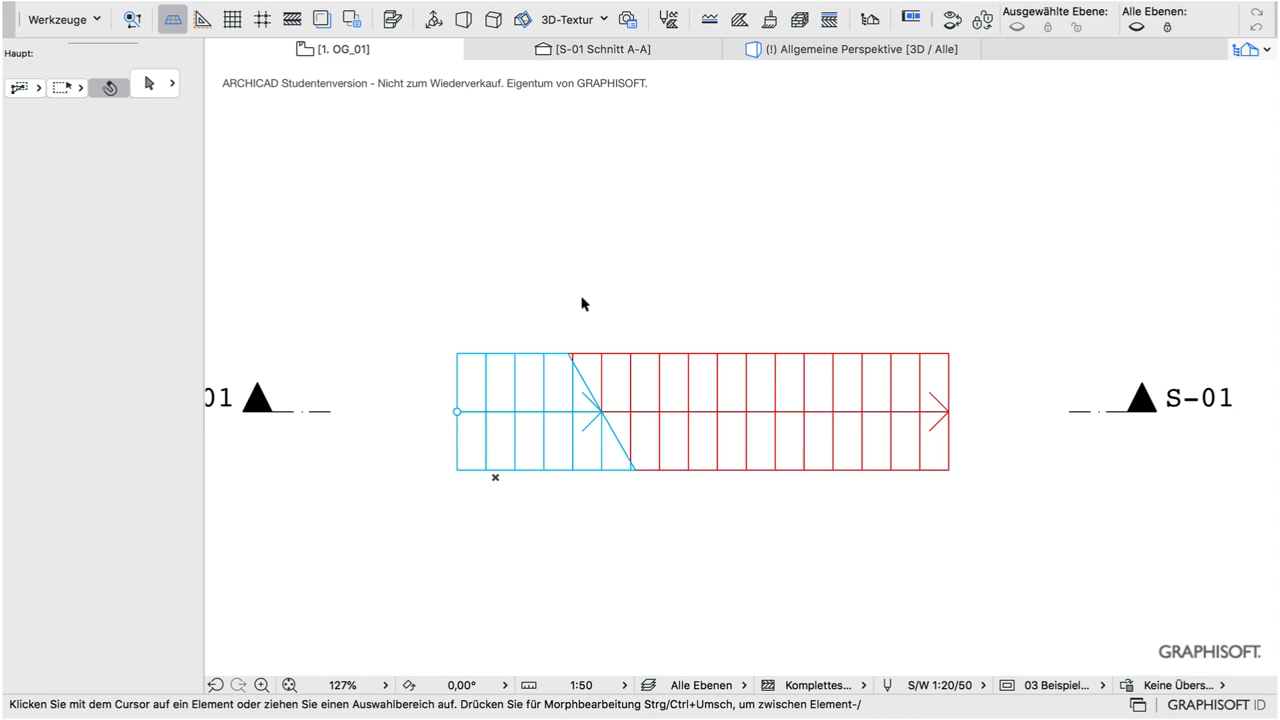 Werkzeuge
3D-Textur
Ausgewählte Ebene:
Alle Ebenen:
Haupt:
[1. OG_01]
[S-01 Schnitt A-A]
(!) Allgemeine Perspektive [3D / Alle]
ARCHICAD Studentenversion - Nicht zum Wiederverkauf. Eigentum von GRAPHISOFT.
01
S-01
GRAPHISOFT.
127%
0,00°
1:50
Alle Ebenen
Komplettes...
S/W 1:20/50
03 Beispiel...
Keine Übers...
Klicken Sie mit dem Cursor auf ein Element oder ziehen Sie einen Auswahlbereich auf. Drücken Sie für Morphbearbeitung Strg/Ctrl+Umsch, um zwischen Element-/
GRAPHISOFT ID